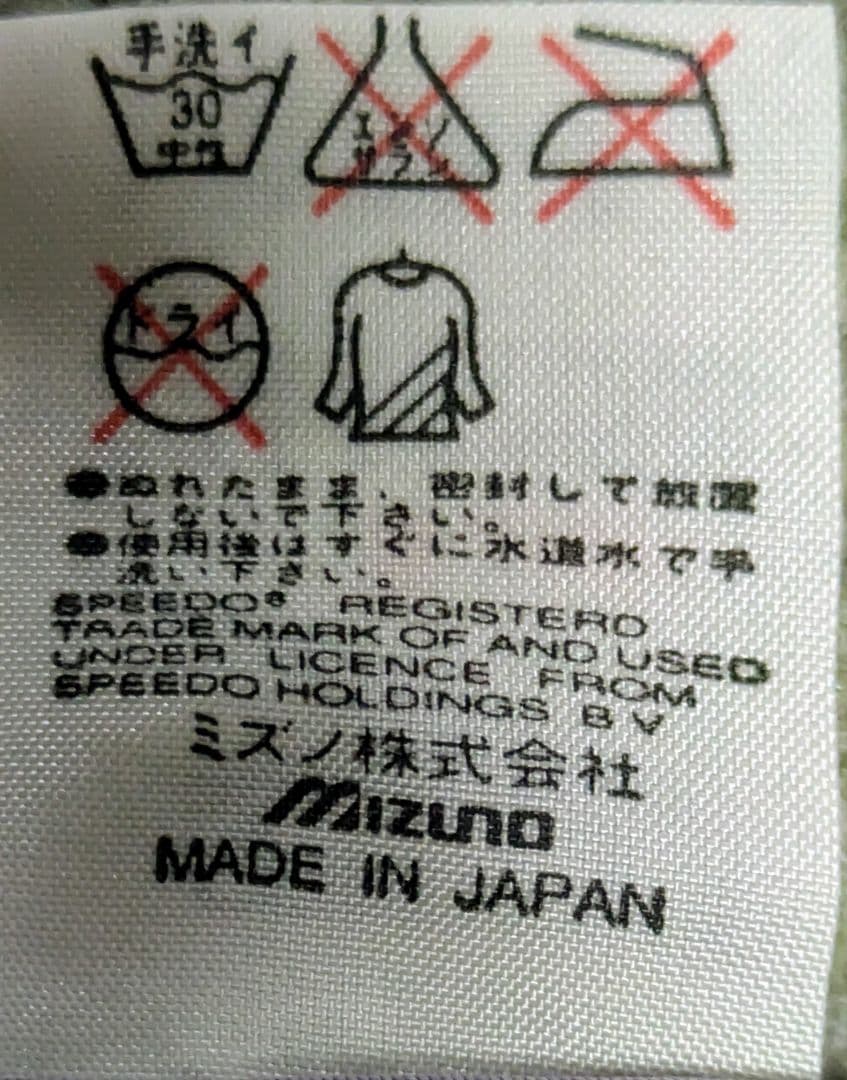 手洗イ
30
中性
エンソ
サラシ
ドライ
●ぬれたまま、密封して放置
しないで下さい。
●使用後はすぐに水道水で手
洗い下さい。
SPEEDO® REGISTERO
TAADE MARK OF AND USED
UNDER LICENCE FROM
SPEEDO HOLDINGS B V
ミズノ株式会社
MIZUNO
MADE IN JAPAN